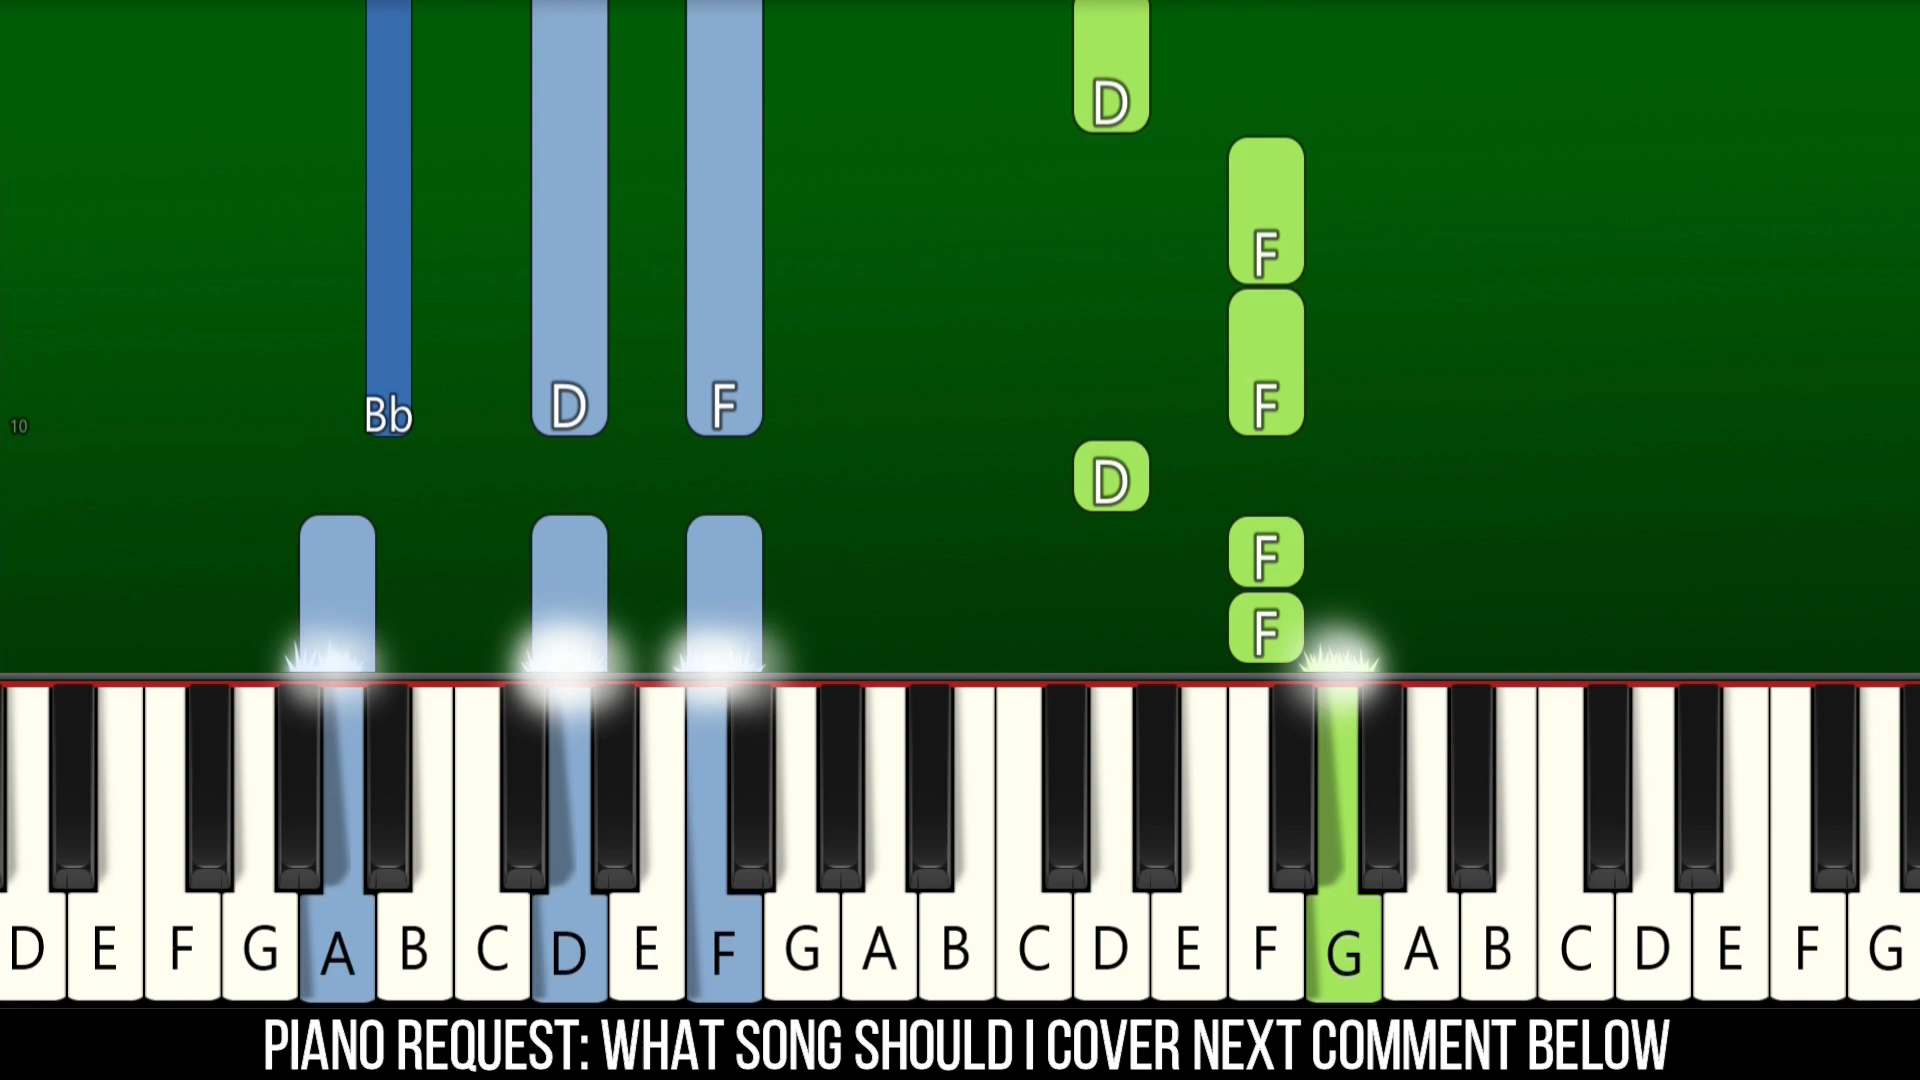 D
F
Bb D F F
10
D
F
F
D E F G A B C D E F G A B C D E F G A B C D E F G
PIANO REQUEST: WHAT SONG SHOULD I COVER NEXT COMMENT BELOW